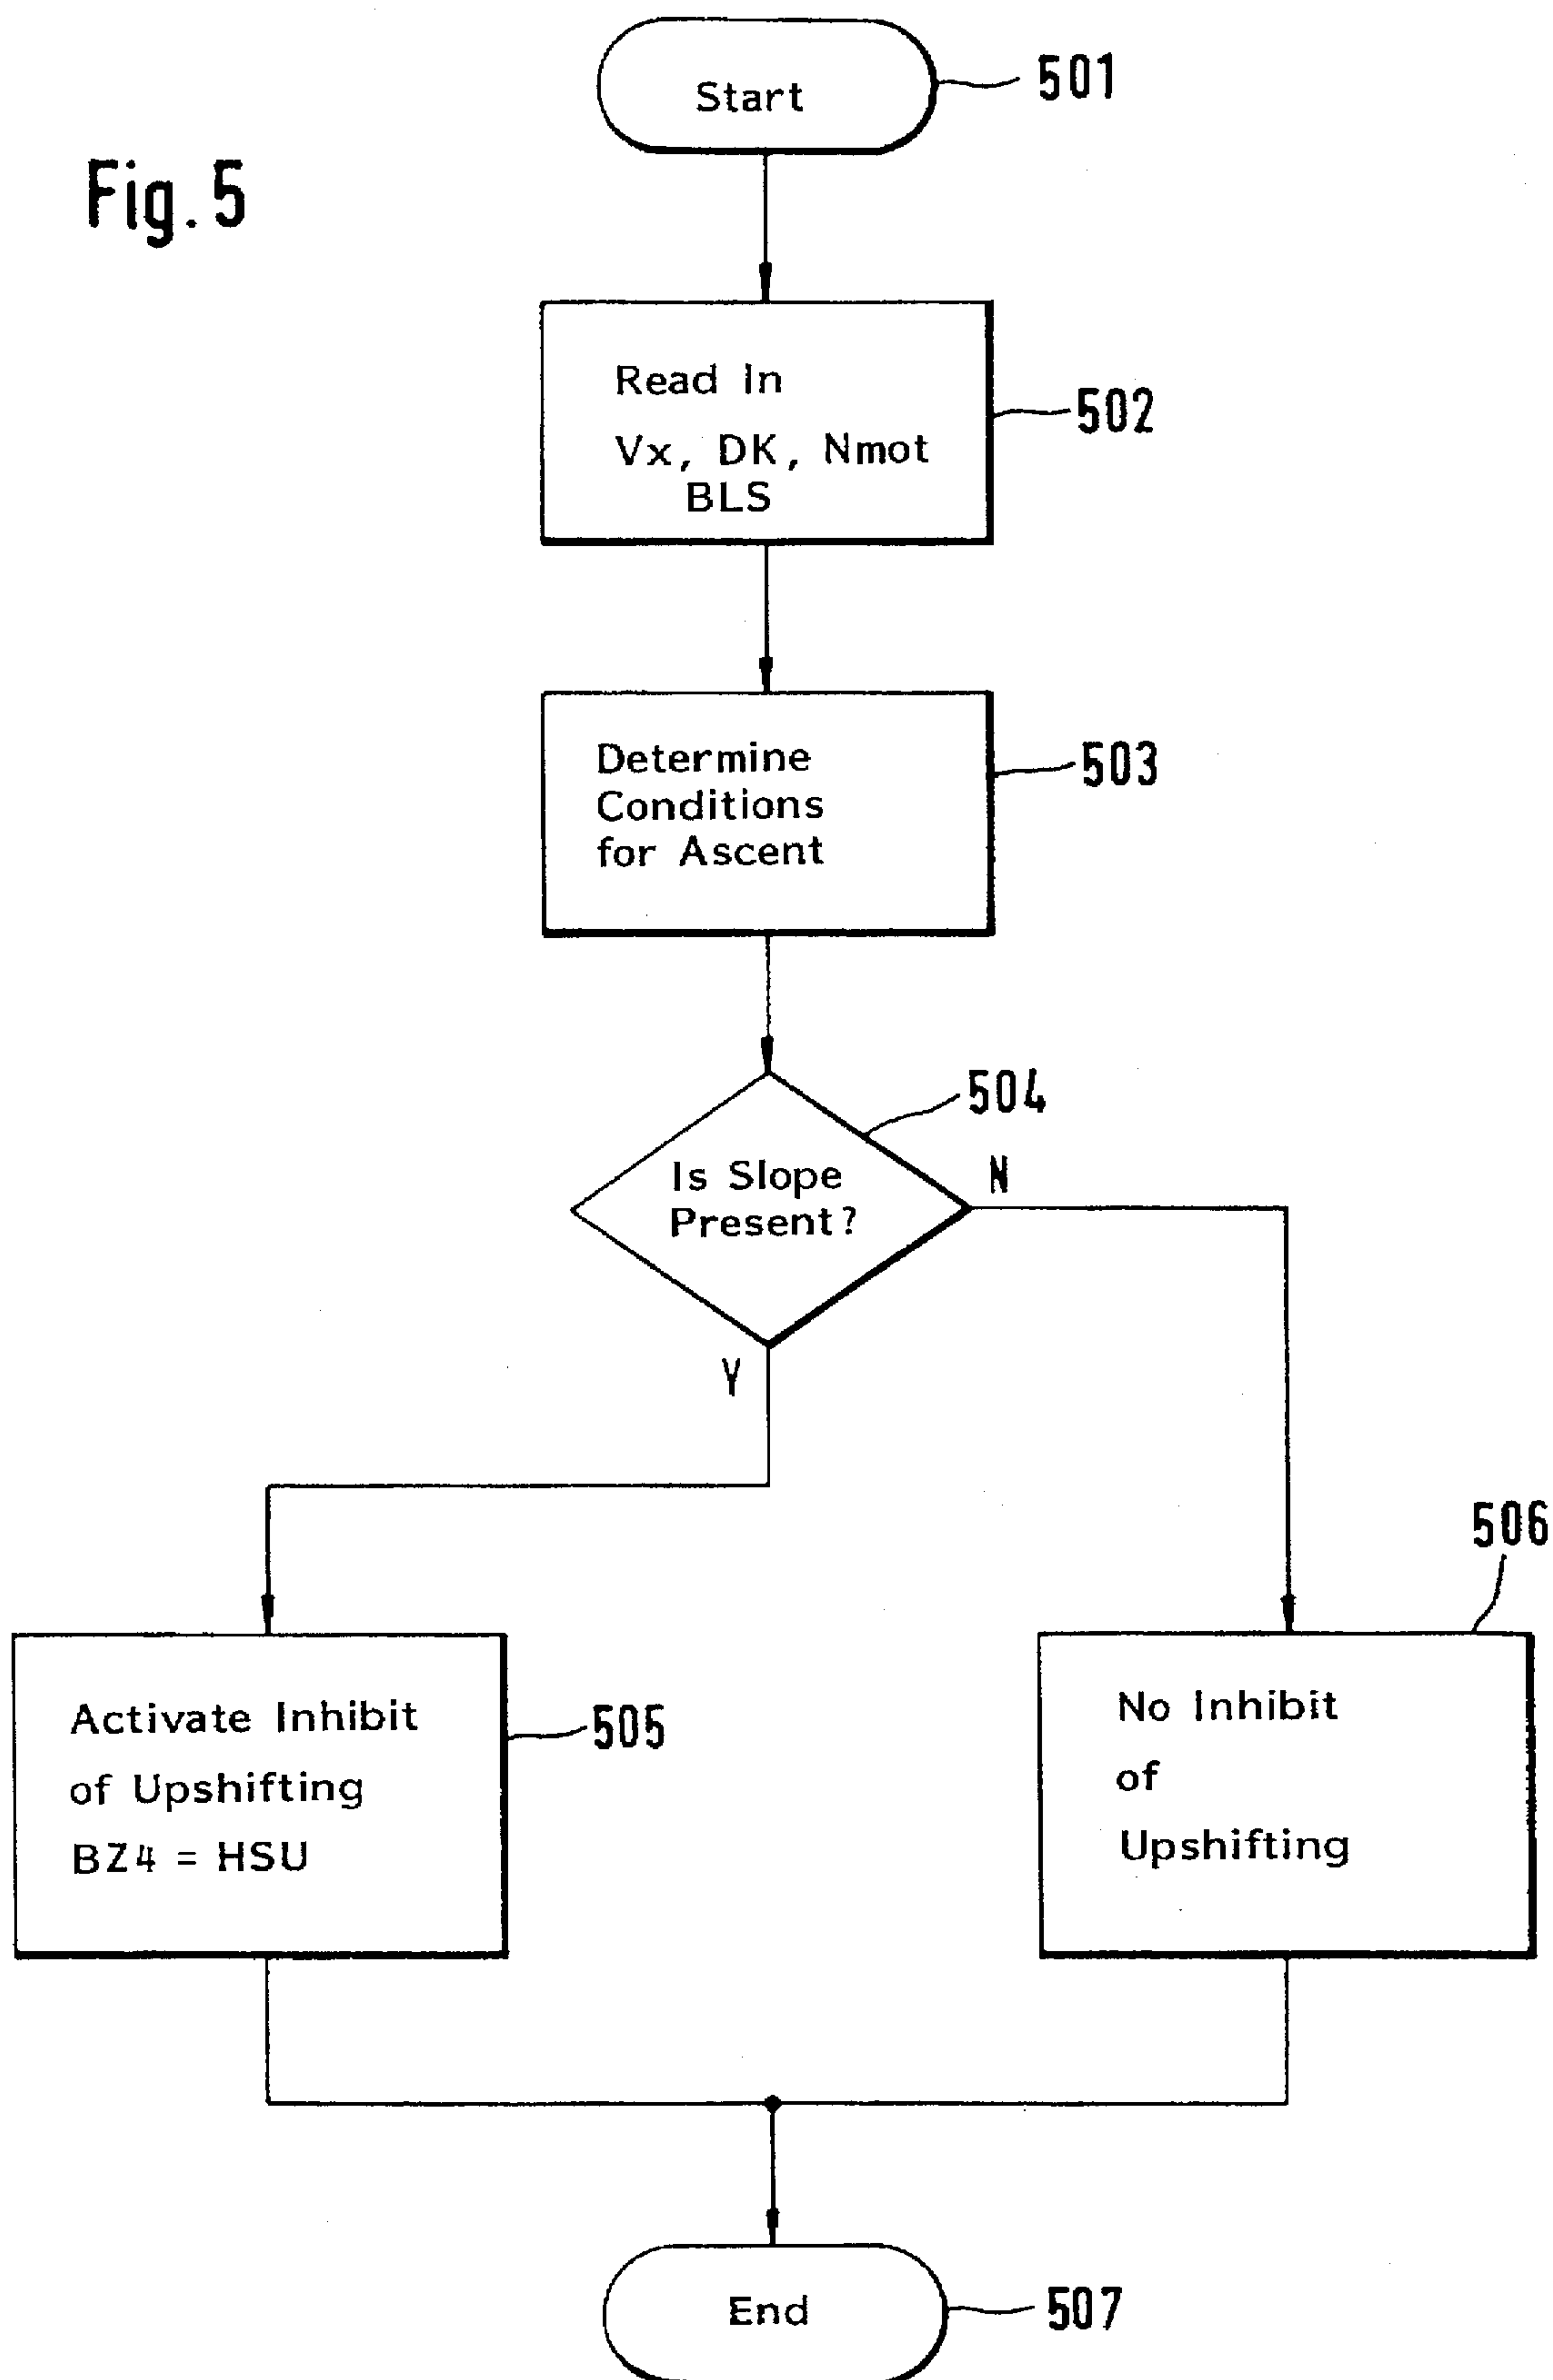 Start
501
Fig. 5
Read In
Vx, DK, Nmot
BLS
502
Determine
Conditions
for Ascent
503
504
Is Slope
Present?
N
Y
506
Activate Inhibit
of Upshifting
BZ4 = HSU
505
No Inhibit
of
Upshifting
End
507